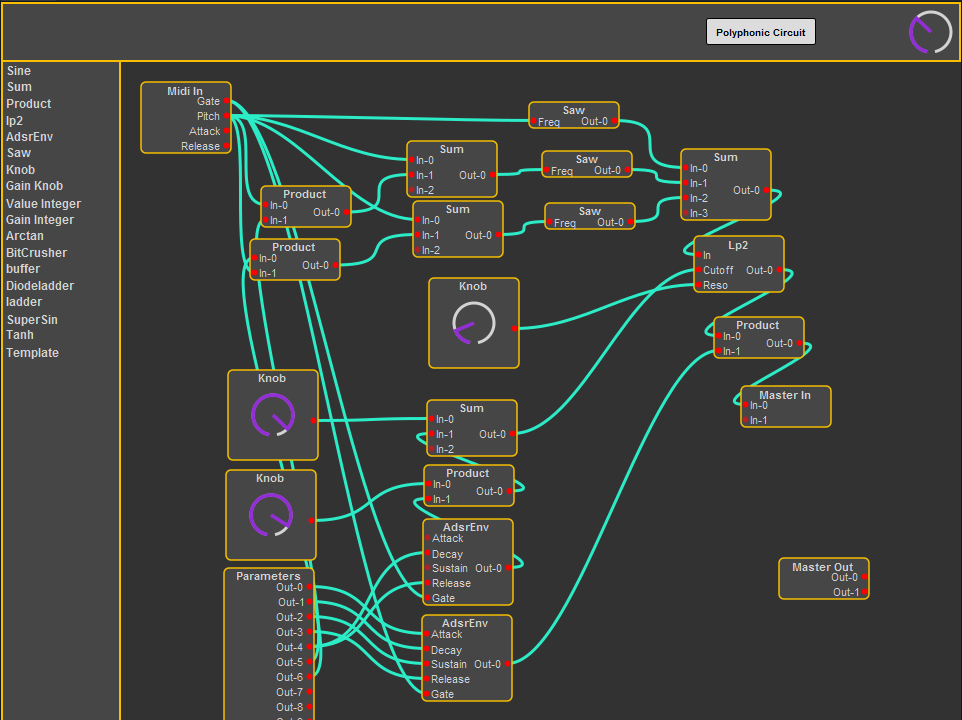 Polyphonic Circuit
Sine
Sum
Product
lp2
AdsrEnv
Saw
Knob
Gain Knob
Value Integer
Gain Integer
Arctan
BitCrusher
buffer
Diodeladder
ladder
SuperSin
Tanh
Template
Midi In
Gate
Pitch
Attack
Release
Saw
Freq Out-0
Sum
In-0
In-1 Out-0
In-2
Saw
Freq Out-0
Sum
In-0
In-1 Out-0
In-2
In-3
Product
In-0
Out-0
In-1
Sum
In-0
In-1 Out-0
In-2
Saw
Freq Out-0
Product
In-0
Out-0
In-1
Lp2
In
Cutoff Out-0
Reso
Knob
Product
In-0
Out-0
In-1
Knob
Master In
In-0
In-1
Sum
In-0
In-1 Out-0
In-2
Knob
Product
In-0
Out-0
In-1
AdsrEnv
Attack
Decay
Sustain Out-0
Release
Gate
Master Out
Out-0
Out-1
Parameters
Out-0
Out-1
Out-2
Out-3
Out-4
Out-5
Out-6
Out-7
Out-8
AdsrEnv
Attack
Decay
Sustain Out-0
Release
Gate